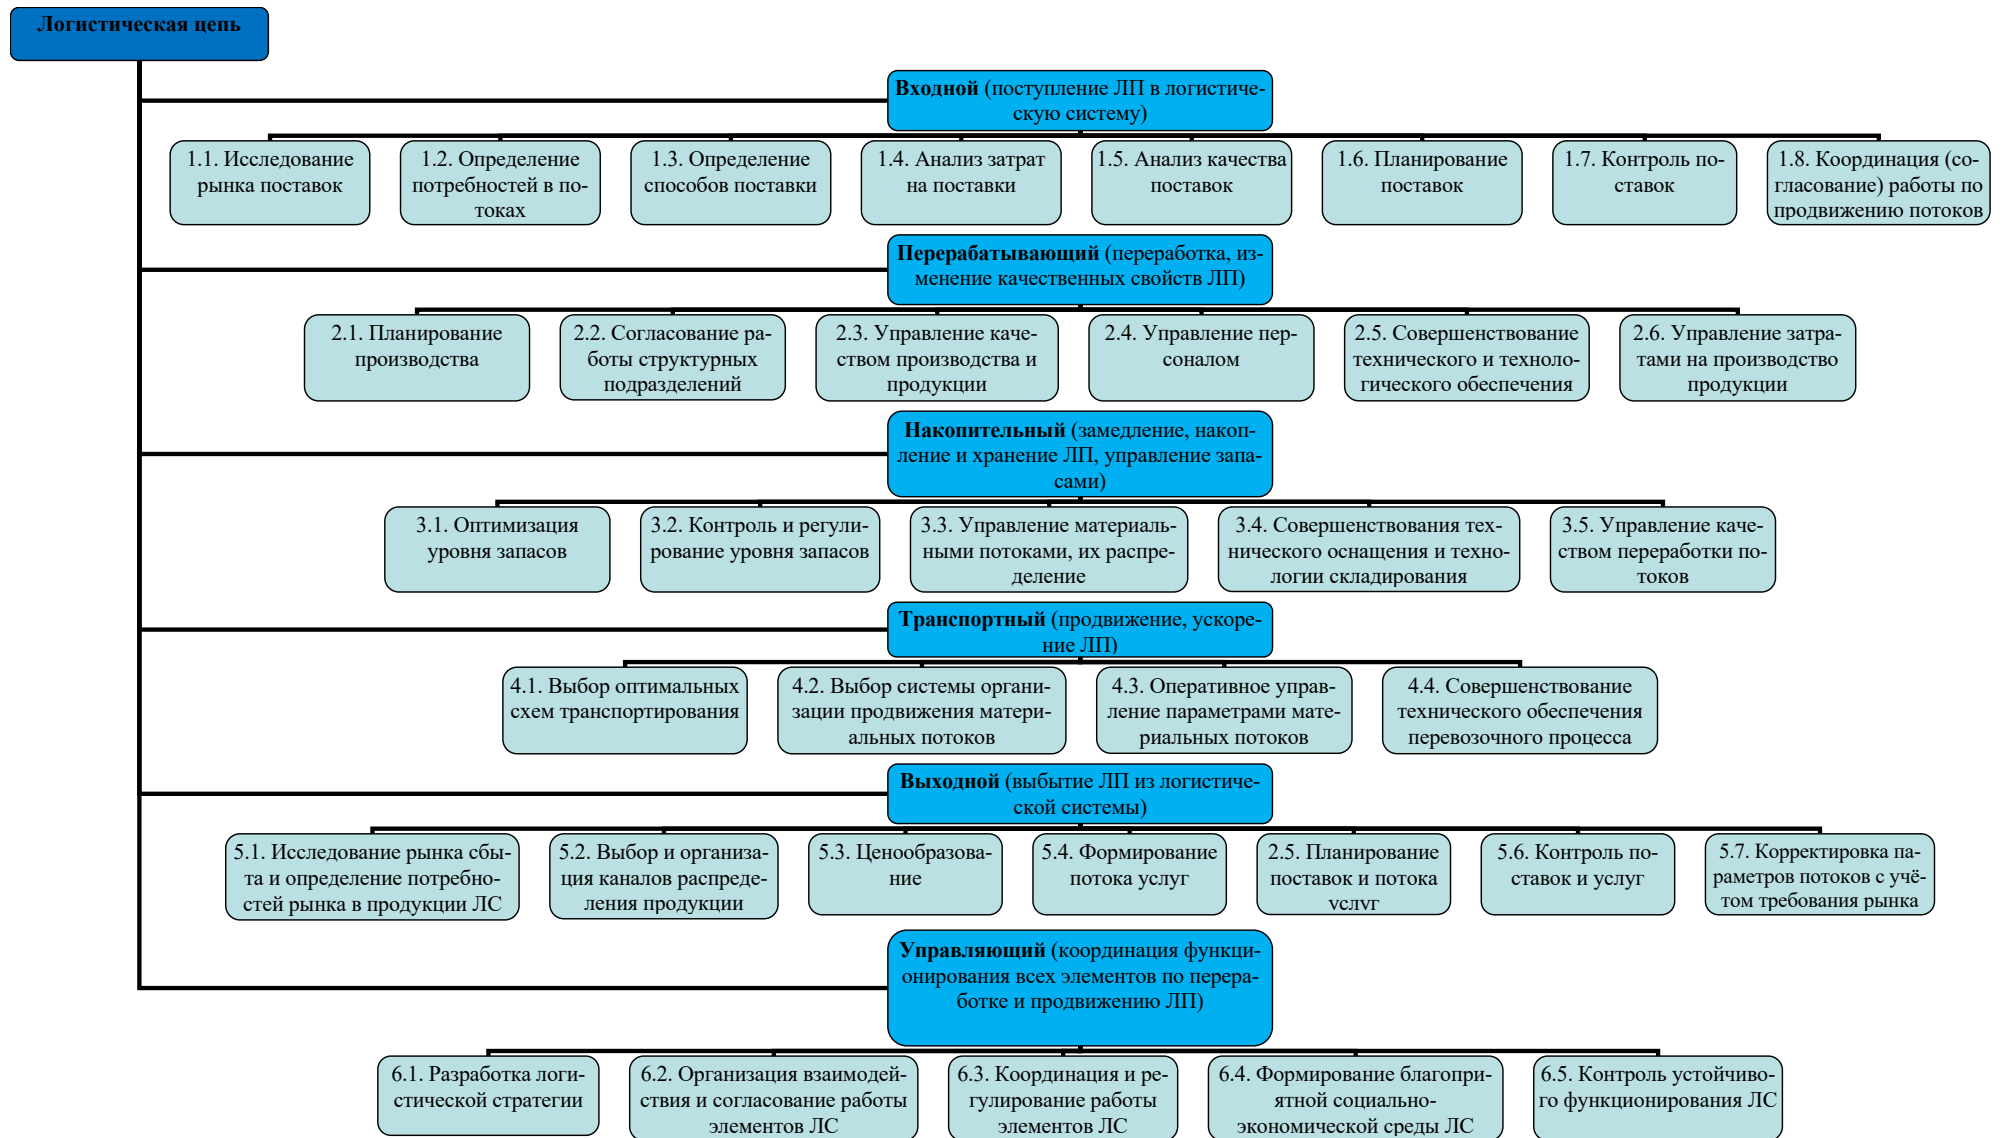 Логистическая цепь
Входной (поступление ЛП в логистиче-
скую систему)
1.1. Исследование
рынка поставок
1.2. Определение
потребностей в по-
токах
1.3. Определение
способов поставки
1.4. Анализ затрат
на поставки
1.5. Анализ качества
поставок
1.6. Планирование
поставок
1.7. Контроль по-
ставок
1.8. Координация (со-
гласование) работы по
продвижению потоков
Перерабатывающий (переработка, из-
менение качественных свойств ЛП)
2.1. Планирование
производства
2.2. Согласование ра-
боты структурных
подразделений
2.3. Управление каче-
ством производства и
продукции
2.4. Управление пер-
соналом
2.5. Совершенствование
технического и техноло-
гического обеспечения
2.6. Управление затра-
тами на производство
продукции
Накопительный (замедление, накоп-
ление и хранение ЛП, управление запа-
сами)
3.1. Оптимизация
уровня запасов
3.2. Контроль и регули-
рование уровня запасов
3.3. Управление материаль-
ными потоками, их распре-
деление
3.4. Совершенствования тех-
нического оснащения и техно-
логии складирования
3.5. Управление каче-
ством переработки по-
токов
Транспортный (продвижение, ускоре-
ние ЛП)
4.1. Выбор оптимальных
схем транспортирования
4.2. Выбор системы органи-
зации продвижения матери-
альных потоков
4.3. Оперативное управ-
ление параметрами мате-
риальных потоков
4.4. Совершенствование
технического обеспечения
перевозочного процесса
Выходной (выбытие ЛП из логистиче-
ской системы)
5.1. Исследование рынка сбы-
та и определение потребно-
стей рынка в продукции ЛС
5.2. Выбор и организа-
ция каналов распреде-
ления продукции
5.3. Ценообразова-
ние
5.4. Формирование
потока услуг
2.5. Планирование
поставок и потока
услуг
5.6. Контроль по-
ставок и услуг
5.7. Корректировка па-
раметров потоков с учё-
том требования рынка
Управляющий (координация функци-
онирования всех элементов по перера-
ботке и продвижению ЛП)
6.1. Разработка логи-
стической стратегии
6.2. Организация взаимодей-
ствия и согласование работы
элементов ЛС
6.3. Координация и ре-
гулирование работы
элементов ЛС
6.4. Формирование благопри-
ятной социально-
экономической среды ЛС
6.5. Контроль устойчиво-
го функционирования ЛС